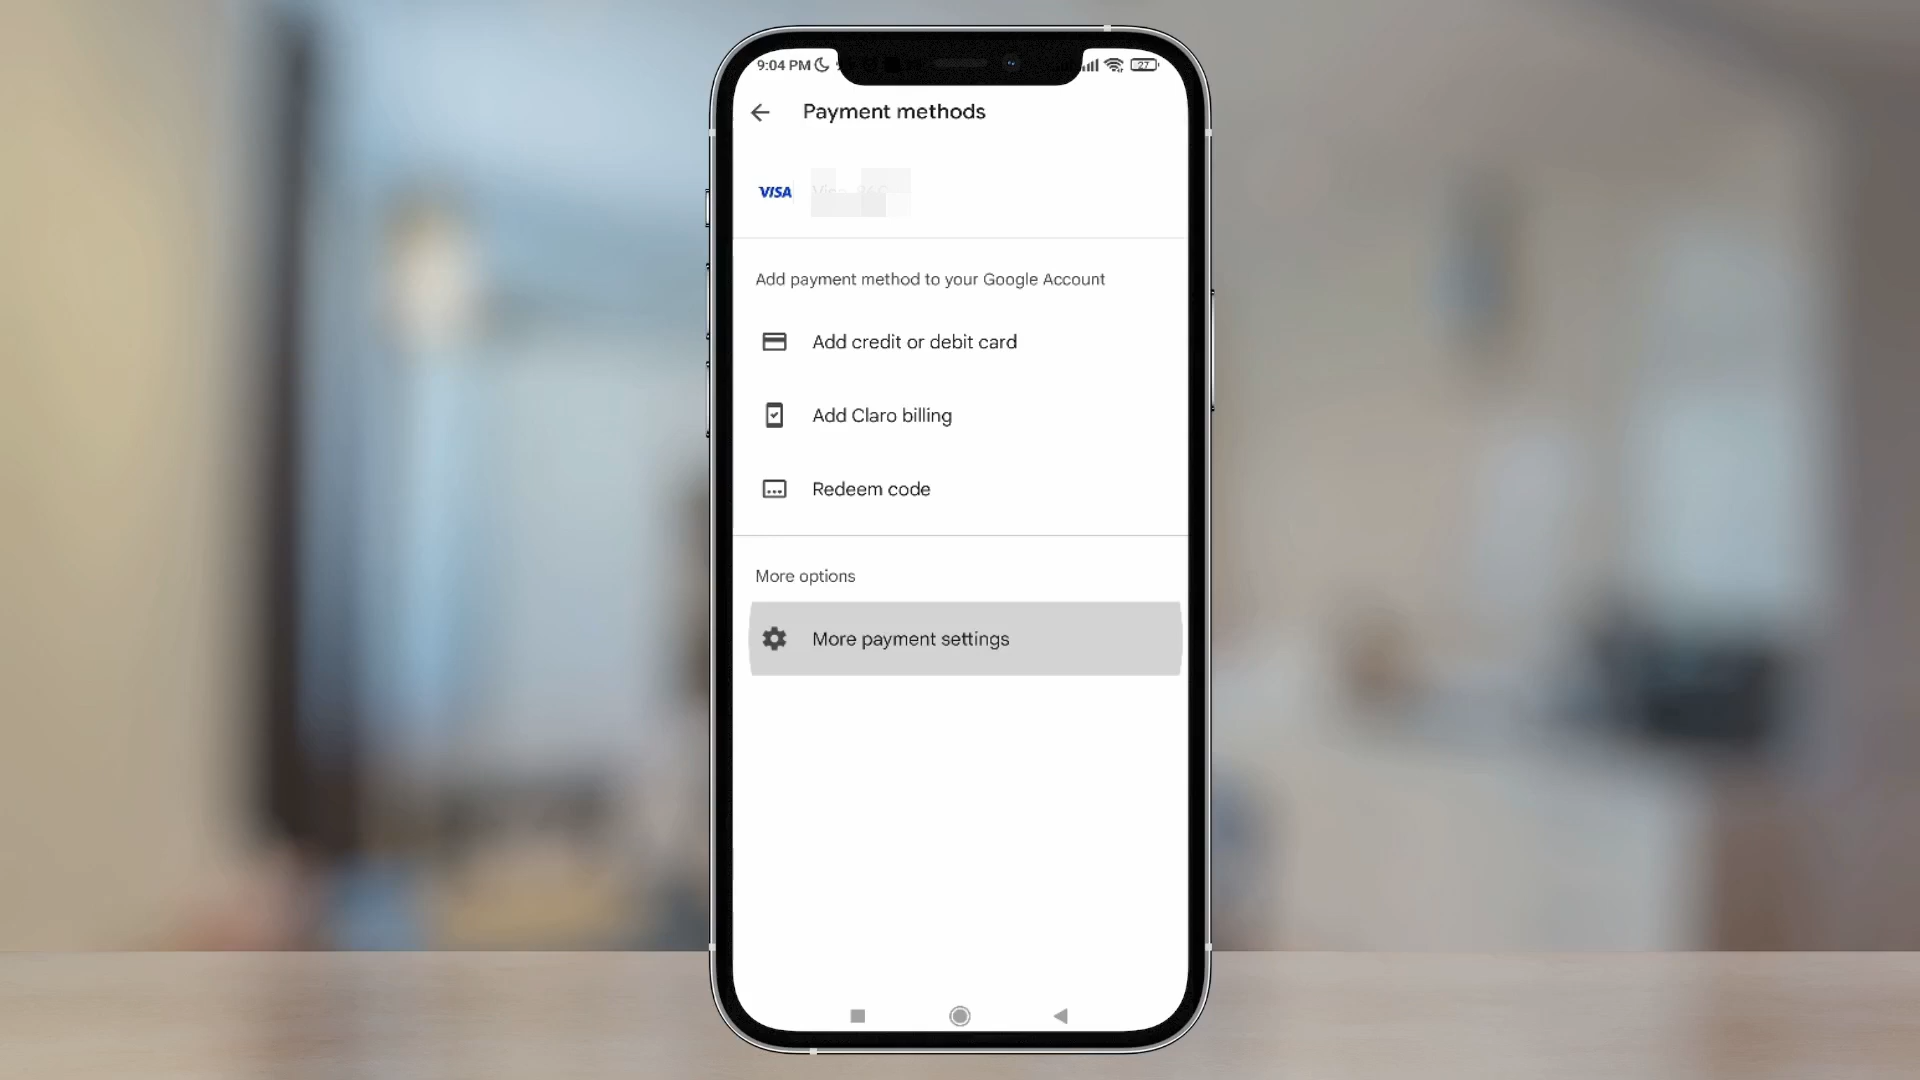 9:04 PM
27
Payment methods
VISA
Add payment method to your Google Account
Add credit or debit card
Add Claro billing
Redeem code
More options
More payment settings